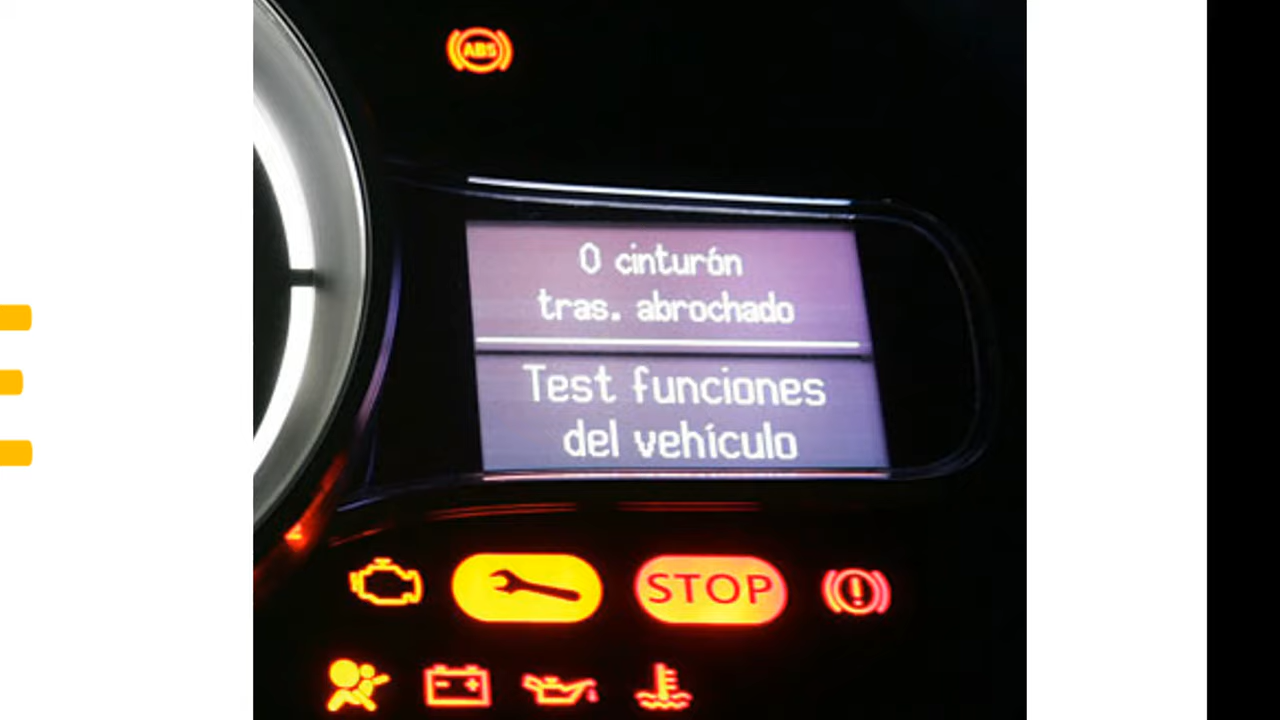 ABS
0 cinturón
tras. abrochado
Test funciones
del vehículo
STOP